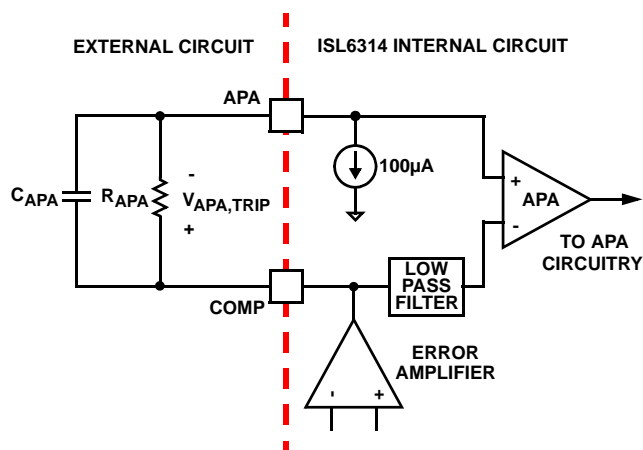 EXTERNAL CIRCUIT
ISL6314 INTERNAL CIRCUIT
APA
100µA
CAPA
RAPA
-
VAPA,TRIP
+
+
APA
-
TO APA
CIRCUITRY
LOW
PASS
FILTER
COMP
ERROR
AMPLIFIER
- +